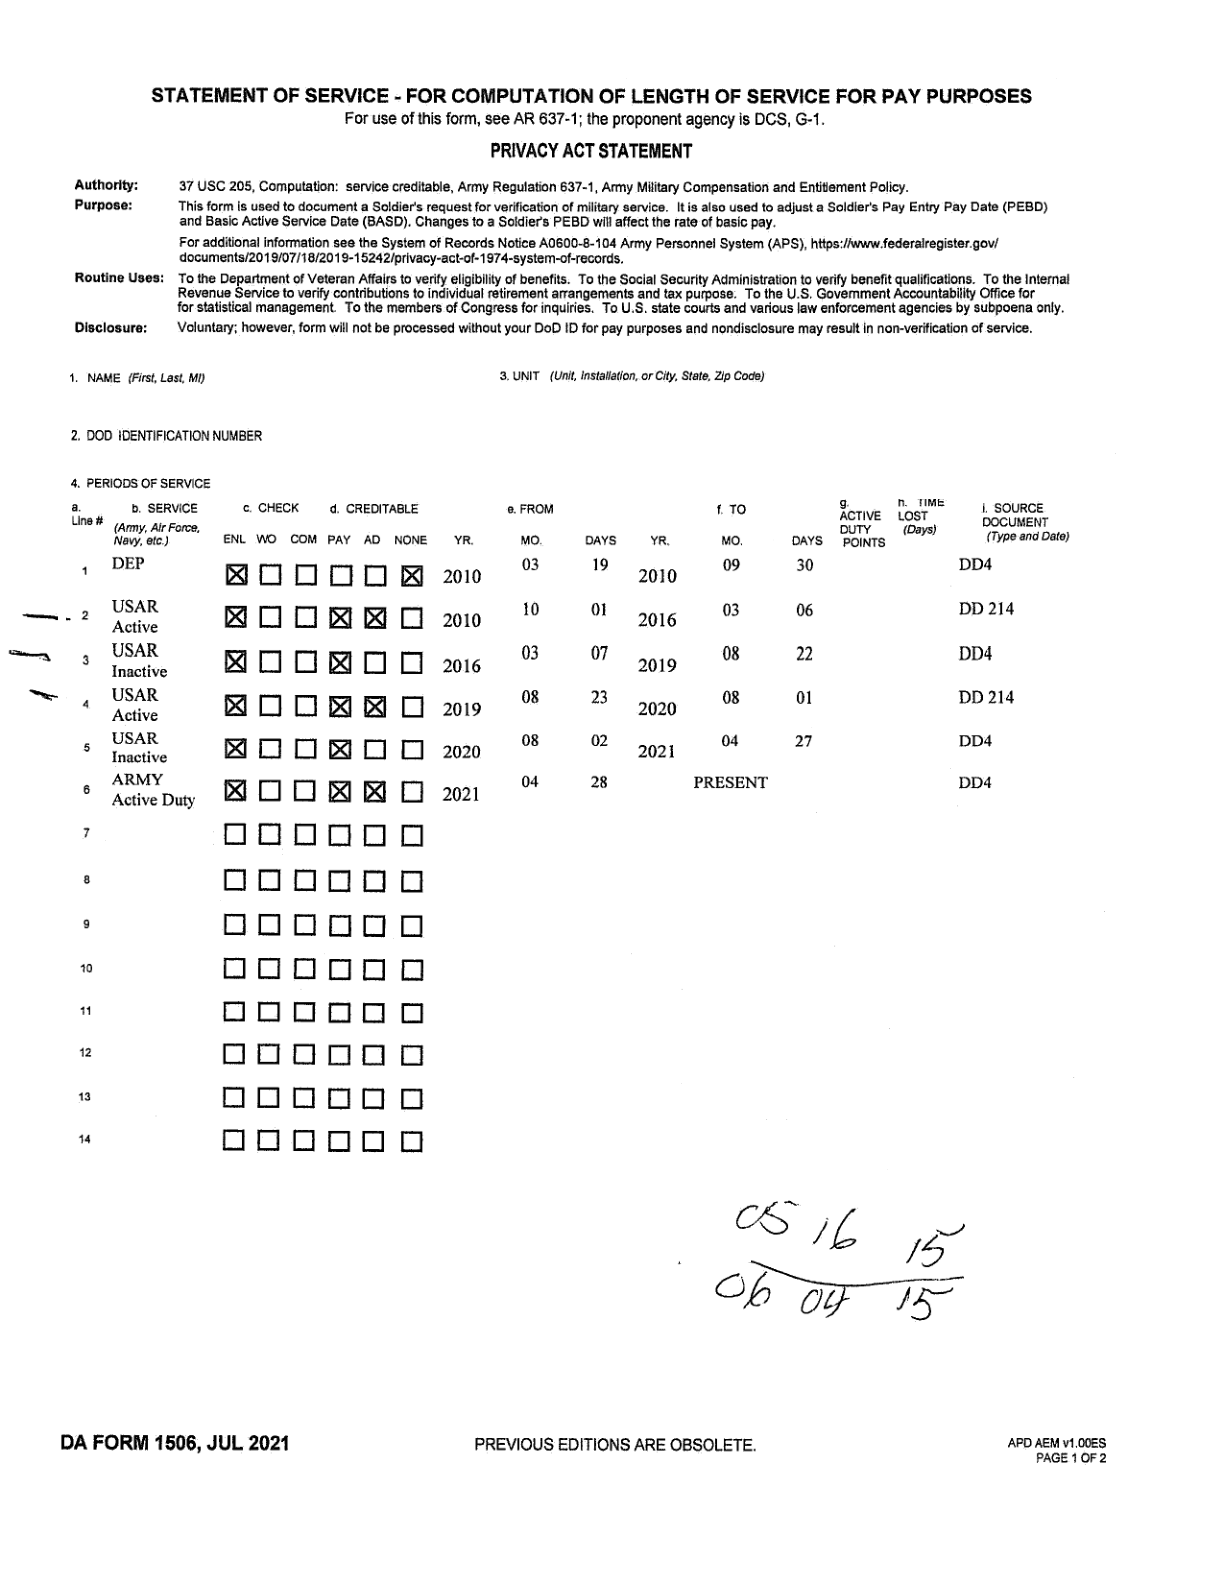 STATEMENT OF SERVICE - FOR COMPUTATION OF LENGTH OF SERVICE FOR PAY PURPOSES
For use of this form, see AR 637-1; the proponent agency is DCS, G-1.
PRIVACY ACT STATEMENT
Authority: 37 USC 205, Computation: service creditable, Army Regulation 637-1, Army Military Compensation and Entitlement Policy.
Purpose: This form is used to document a Soldier's request for verification of military service. It is also used to adjust a Soldier's Pay Entry Pay Date (PEBD)
and Basic Active Service Date (BASD). Changes to a Soldier's PEBD will affect the rate of basic pay.
For additional information see the System of Records Notice A0600-8-104 Army Personnel System (APS), https://www.federalregister.gov/
documents/2019/07/18/2019-15242/privacy-act-of-1974-system-of-records.
Routine Uses: To the Department of Veteran Affairs to verify eligibility of benefits. To the Social Security Administration to verify benefit qualifications. To the Internal
Revenue Service to verify contributions to individual retirement arrangements and tax purpose. To the U.S. Government Accountability Office for
for statistical management. To the members of Congress for inquiries. To U.S. state courts and various law enforcement agencies by subpoena only.
Disclosure: Voluntary; however, form will not be processed without your DoD ID for pay purposes and nondisclosure may result in non-verification of service.
1. NAME (First, Last, MI) 3. UNIT (Unit, Installation, or City, State, Zip Code)
2. DOD IDENTIFICATION NUMBER
4. PERIODS OF SERVICE
a. Line # b. SERVICE (Army, Air Force, Navy, etc.) c. CHECK d. CREDITABLE e. FROM f. TO g. ACTIVE DUTY POINTS h. TIME LOST (Days) i. SOURCE DOCUMENT (Type and Date)
ENL WO COM PAY AD NONE YR. MO. DAYS YR. MO. DAYS
1 DEP 2010 03 19 2010 09 30 DD4
2 USAR Active 2010 10 01 2016 03 06 DD 214
3 USAR Inactive 2016 03 07 2019 08 22 DD4
4 USAR Active 2019 08 23 2020 08 01 DD 214
5 USAR Inactive 2020 08 02 2021 04 27 DD4
6 ARMY Active Duty 2021 04 28 PRESENT DD4
7
8
9
10
11
12
13
14
05 16 15
06 04 15
DA FORM 1506, JUL 2021 PREVIOUS EDITIONS ARE OBSOLETE. APD AEM v1.00ES
PAGE 1 OF 2